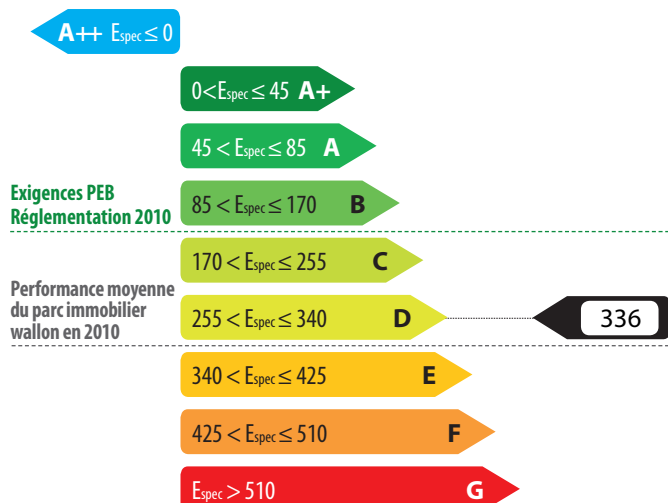 A++ Espec ≤ 0
0<Espec ≤ 45 A+
45 < Espec ≤ 85 A
Exigences PEB
Réglementation 2010
85 < Espec ≤ 170 B
170 < Espec ≤ 255 C
Performance moyenne
du parc immobilier
wallon en 2010
255 < Espec ≤ 340 D
336
340 < Espec ≤ 425 E
425 < Espec ≤ 510 F
Espec > 510 G